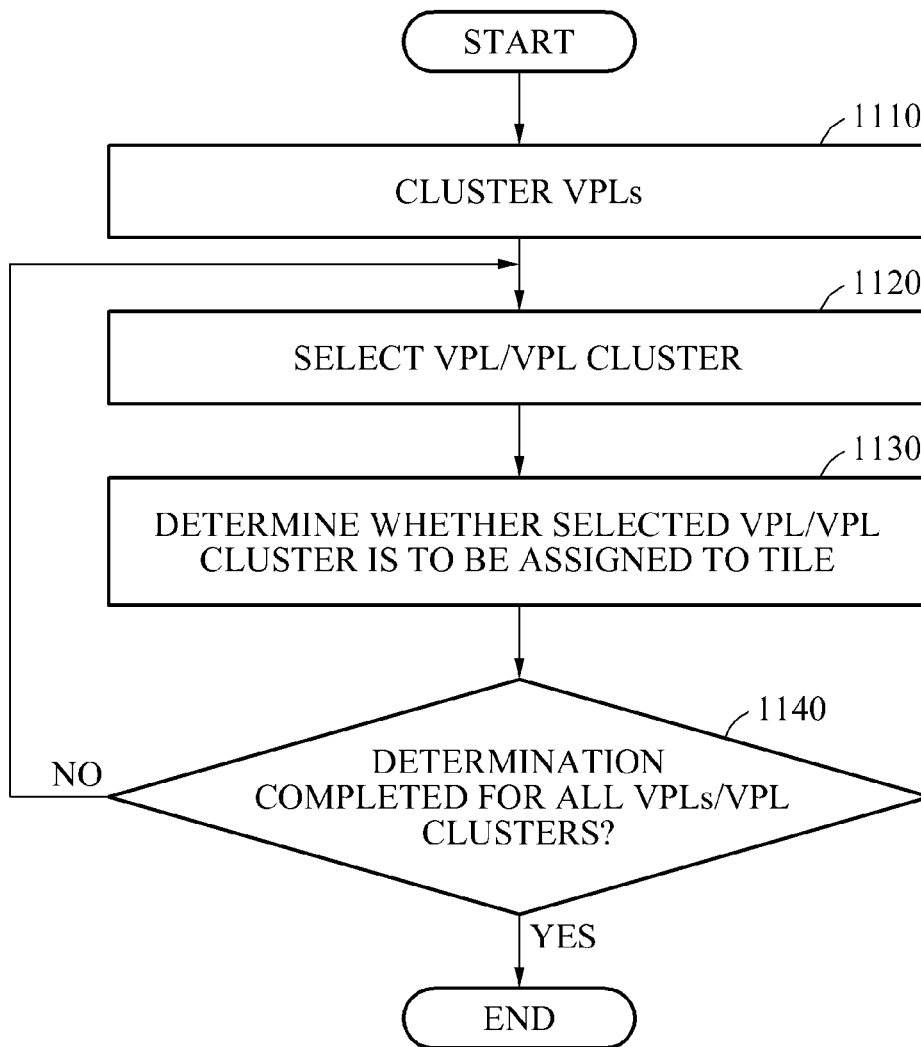 START
1110
CLUSTER VPLs
1120
SELECT VPL/VPL CLUSTER
1130
DETERMINE WHETHER SELECTED VPL/VPL
CLUSTER IS TO BE ASSIGNED TO TILE
1140
DETERMINATION
COMPLETED FOR ALL VPLs/VPL
CLUSTERS?
NO
YES
END